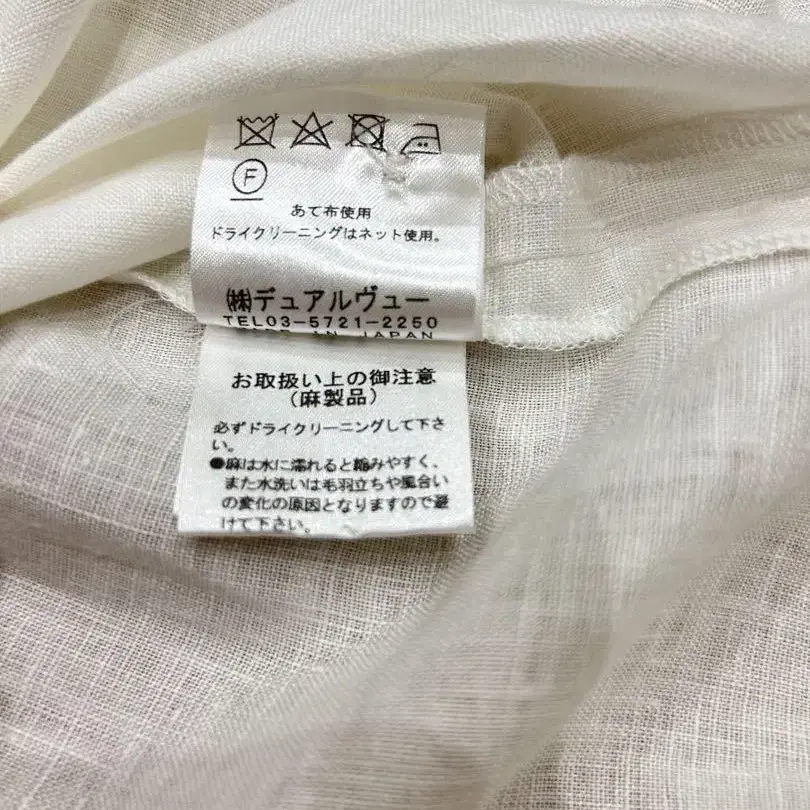 F
あて布使用
ドライクリーニングはネット使用。
㈱デュアルヴュー
TEL03-5721-2250
MADE IN JAPAN
お取扱い上の御注意
(麻製品)
必ずドライクリーニングして下さ
い。
●麻は水に濡れると縮みやすく、
また水洗いは毛羽立ちや風合い
の変化の原因となりますので避
けて下さい。